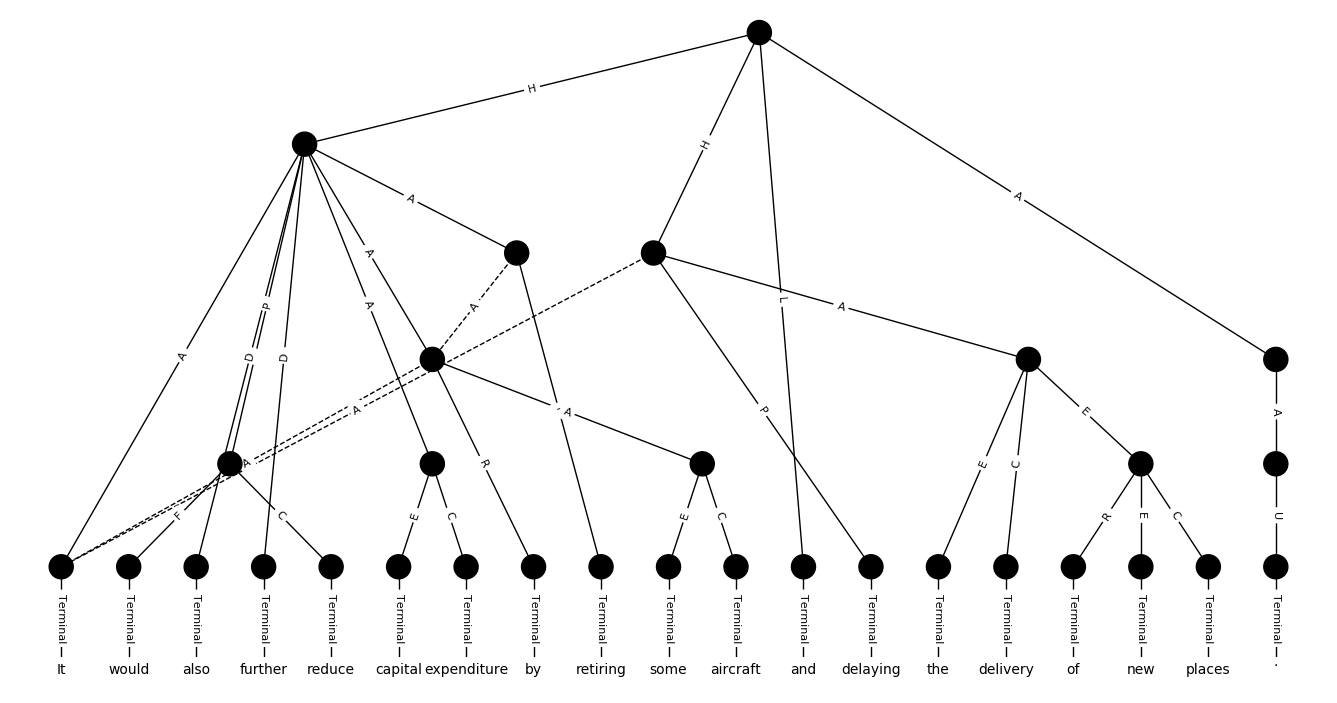 H
H
A
A
A
P
A
A
L
A
D
D
A
A
A
A
P
E
A
A
R
E
C
F
C
E
C
E
C
R
E
C
U
Terminal Terminal Terminal Terminal Terminal Terminal Terminal Terminal Terminal Terminal Terminal Terminal Terminal Terminal Terminal Terminal Terminal Terminal Terminal
It would also further reduce capital expenditure by retiring some aircraft and delaying the delivery of new places .